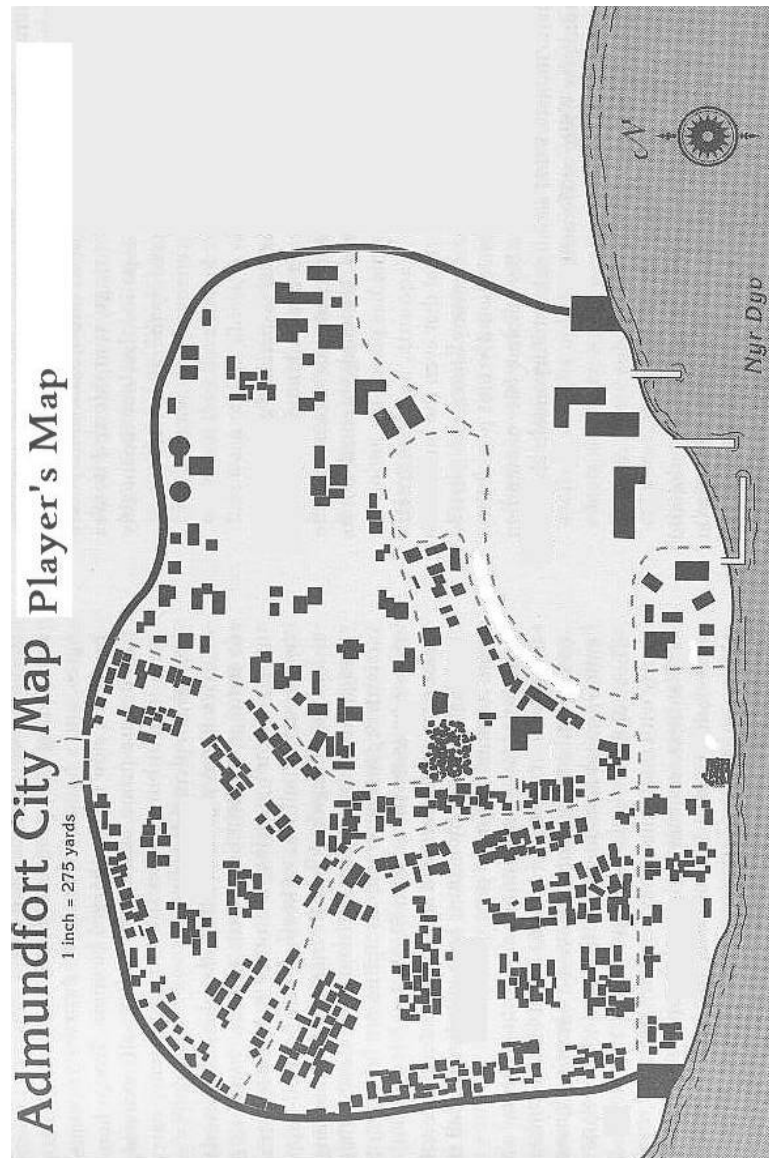 Admundfort City Map
Player's Map
1 inch = 275 yards
N
Nyr Dyv